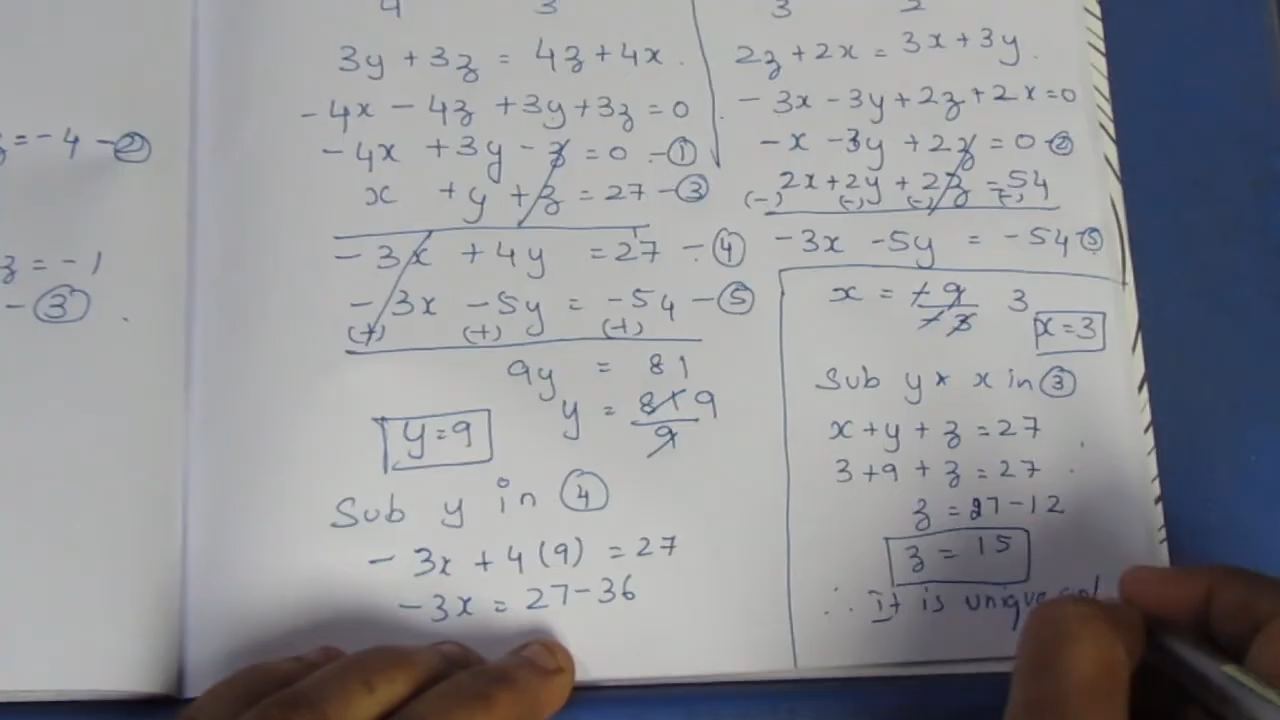 z = -4 - ②
z = -1
- ③
4 3
3y + 3z = 4z + 4x
-4x - 4z + 3y + 3z = 0
-4x + 3y - z = 0 - ①
x + y + z = 27 - ③
-3x + 4y = 27 - ④
-3x - 5y = -54 - ⑤
(+) (+) (+)
9y = 81
y = 81/9 9
y = 9
Sub y in ④
-3x + 4(9) = 27
-3x = 27 - 36
3 2
2z + 2x = 3x + 3y
-3x - 3y + 2z + 2x = 0
-x - 3y + 2z = 0 ②
2x + 2y + 2z = 54
(-) (-) (-) (-)
-3x - 5y = -54 ⑤
x = -9/-3 3
x = 3
Sub y x in ③
x + y + z = 27
3 + 9 + z = 27
z = 27 - 12
z = 15
∴ It is unique